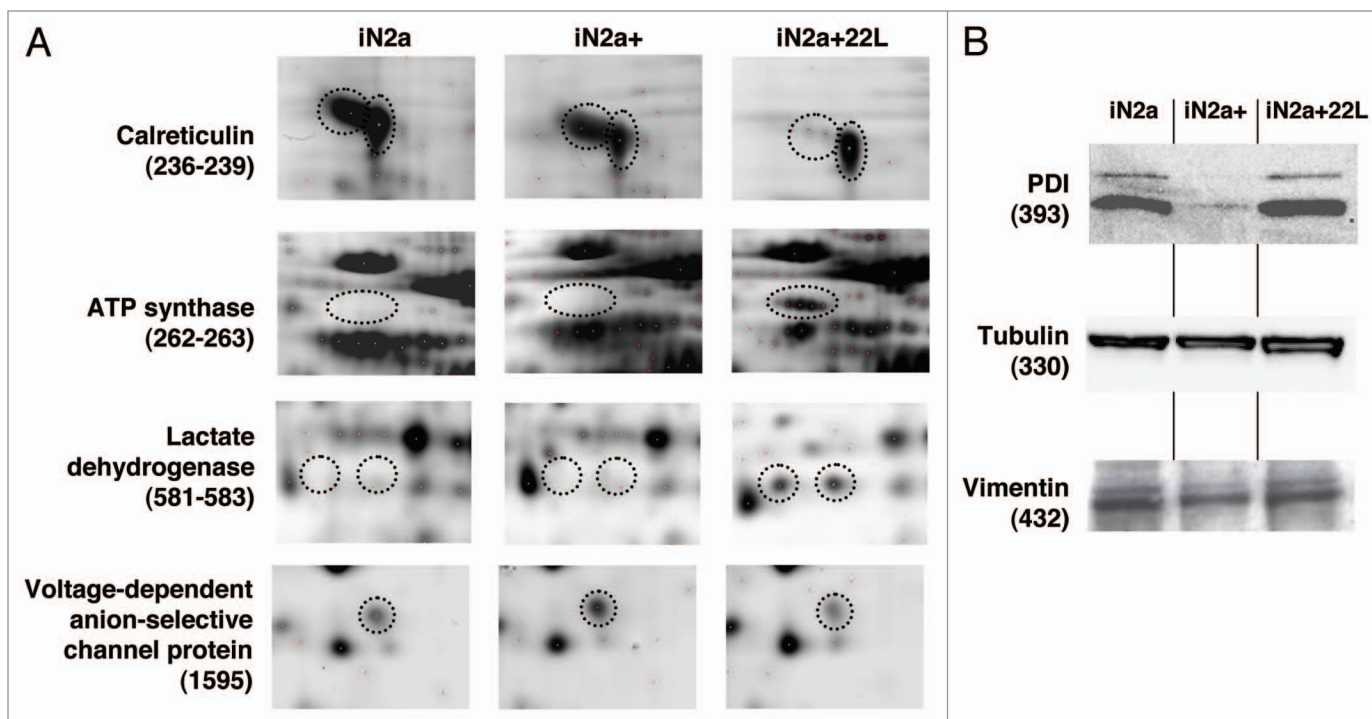 A
iN2a
iN2a+
iN2a+22L
Calreticulin
(236-239)
ATP synthase
(262-263)
Lactate
dehydrogenase
(581-583)
Voltage-dependent
anion-selective
channel protein
(1595)
B
iN2a
iN2a+
iN2a+22L
PDI
(393)
Tubulin
(330)
Vimentin
(432)